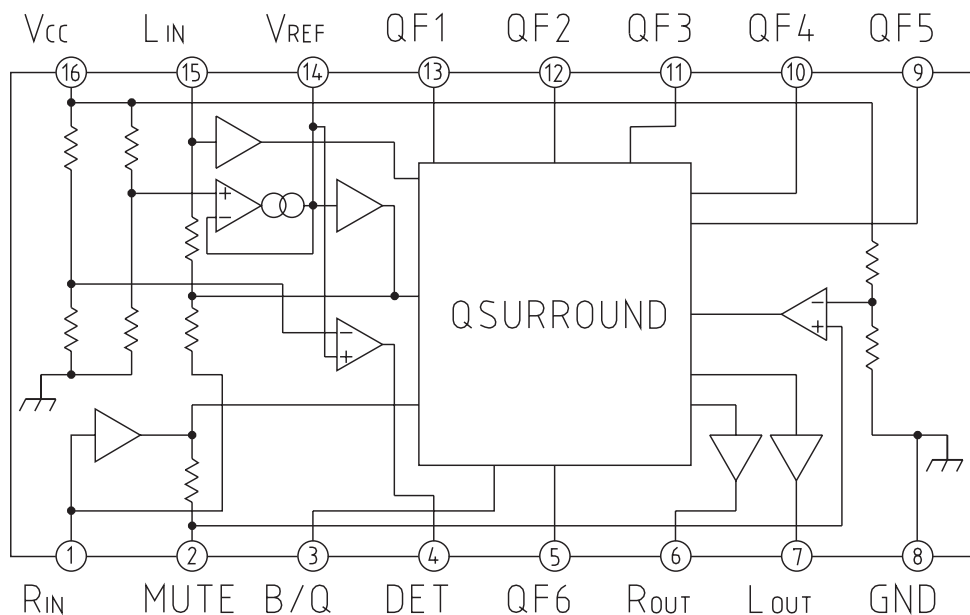 VCC LIN VREF QF1 QF2 QF3 QF4 QF5
16 15 14 13 12 11 10 9
+
−
QSURROUND
−
+
−
+
1 2 3 4 5 6 7 8
RIN MUTE B/Q DET QF6 ROUT LOUT GND